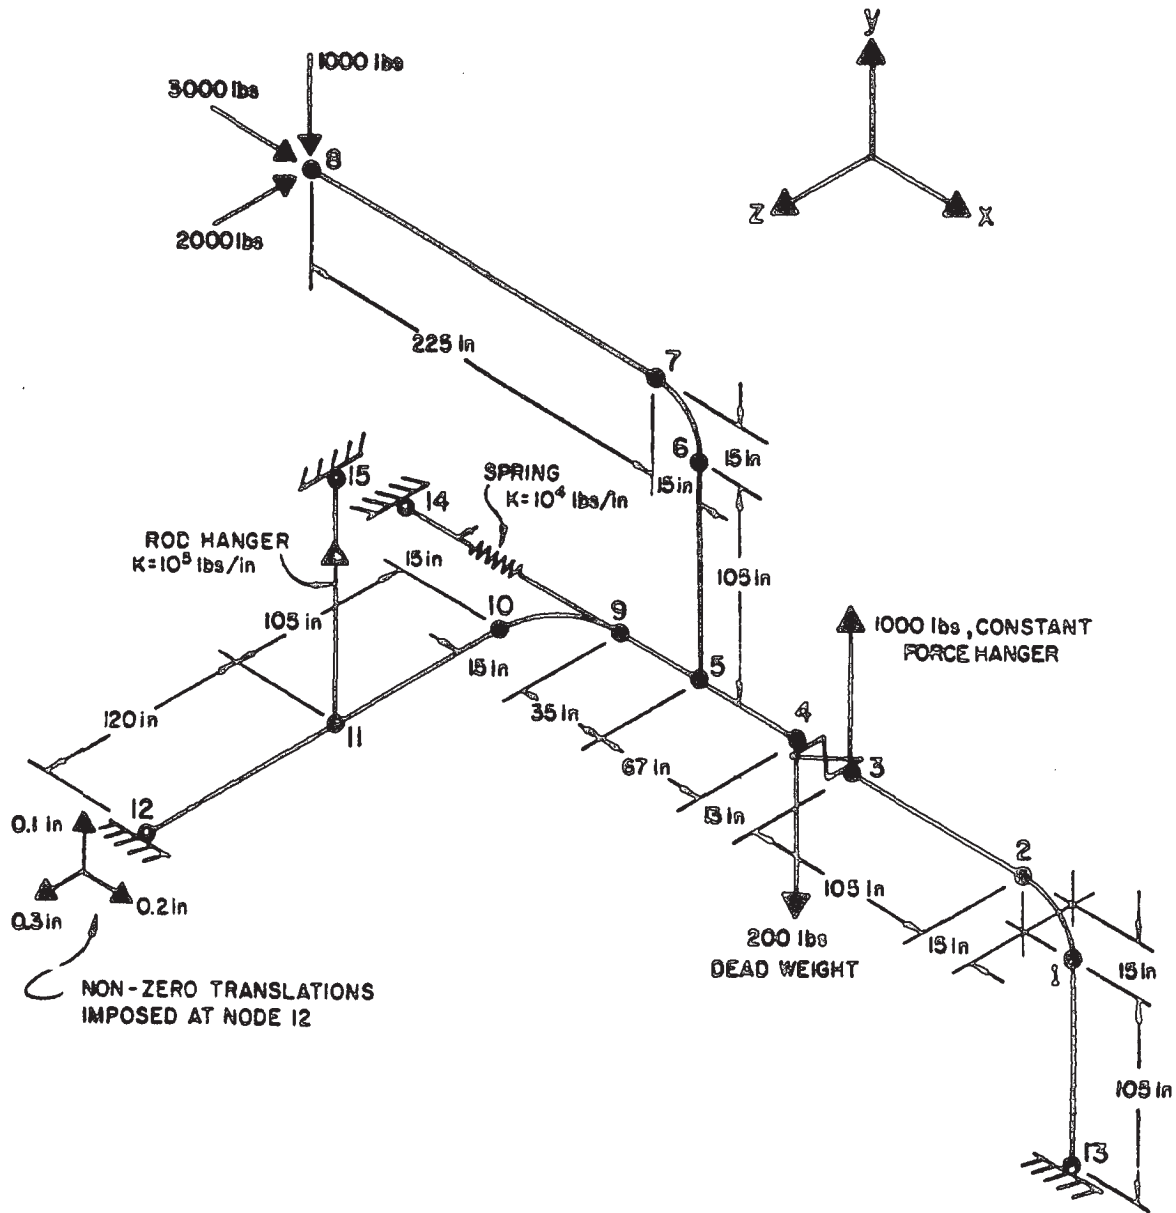 y
1000 lbs
3000 lbs
8
2000 lbs
Z
X
225 in
7
6
15 in
15 in
15
14
SPRING
K=10⁴ lbs/in
ROD HANGER
K=10⁵ lbs/in
15 in
105 in
105 in
10
9
1000 lbs, CONSTANT
FORCE HANGER
15 in
5
120 in
35 in
4
11
67 in
3
13 in
12
0.1 in
2
105 in
0.3 in
0.2 in
15 in
200 lbs
DEAD WEIGHT
1
15 in
NON-ZERO TRANSLATIONS
IMPOSED AT NODE 12
105 in
13